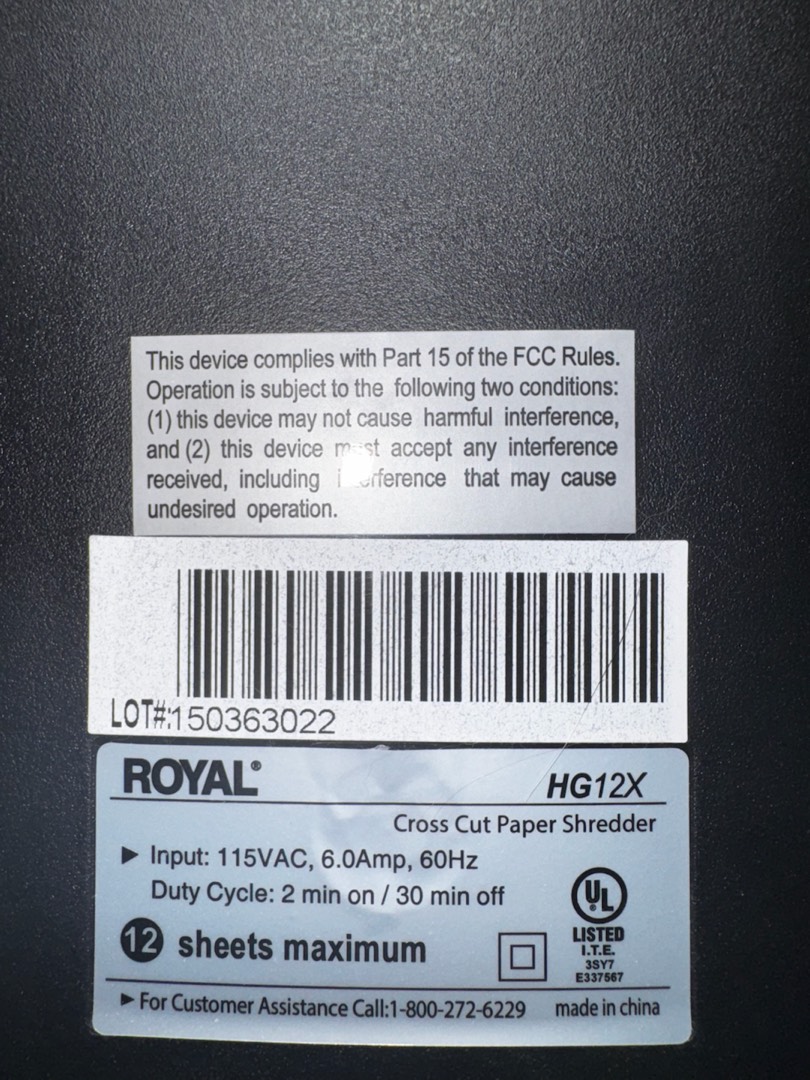 This device complies with Part 15 of the FCC Rules.
Operation is subject to the following two conditions:
(1) this device may not cause harmful interference,
and (2) this device must accept any interference
received, including interference that may cause
undesired operation.
LOT#:150363022
ROYAL® HG12X
Cross Cut Paper Shredder
► Input: 115VAC, 6.0Amp, 60Hz
Duty Cycle: 2 min on / 30 min off
12 sheets maximum
UL
®
LISTED
I.T.E.
3SY7
E337567
► For Customer Assistance Call:1-800-272-6229 made in china